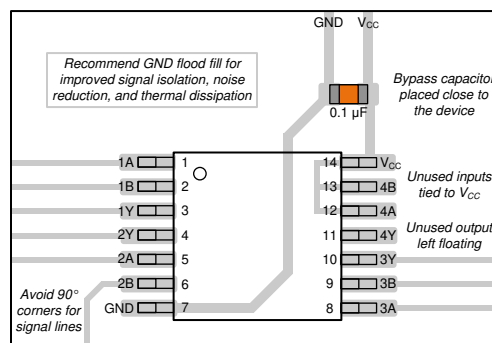 GND VCC
Recommend GND flood fill for
improved signal isolation, noise
reduction, and thermal dissipation
Bypass capacitor
placed close to
the device
0.1 µF
1A 1 14 VCC
1B 2 13 4B
1Y 3 12 4A
2Y 4 11 4Y
2A 5 10 3Y
2B 6 9 3B
GND 7 8 3A
Unused inputs
tied to VCC
Unused output
left floating
Avoid 90°
corners for
signal lines